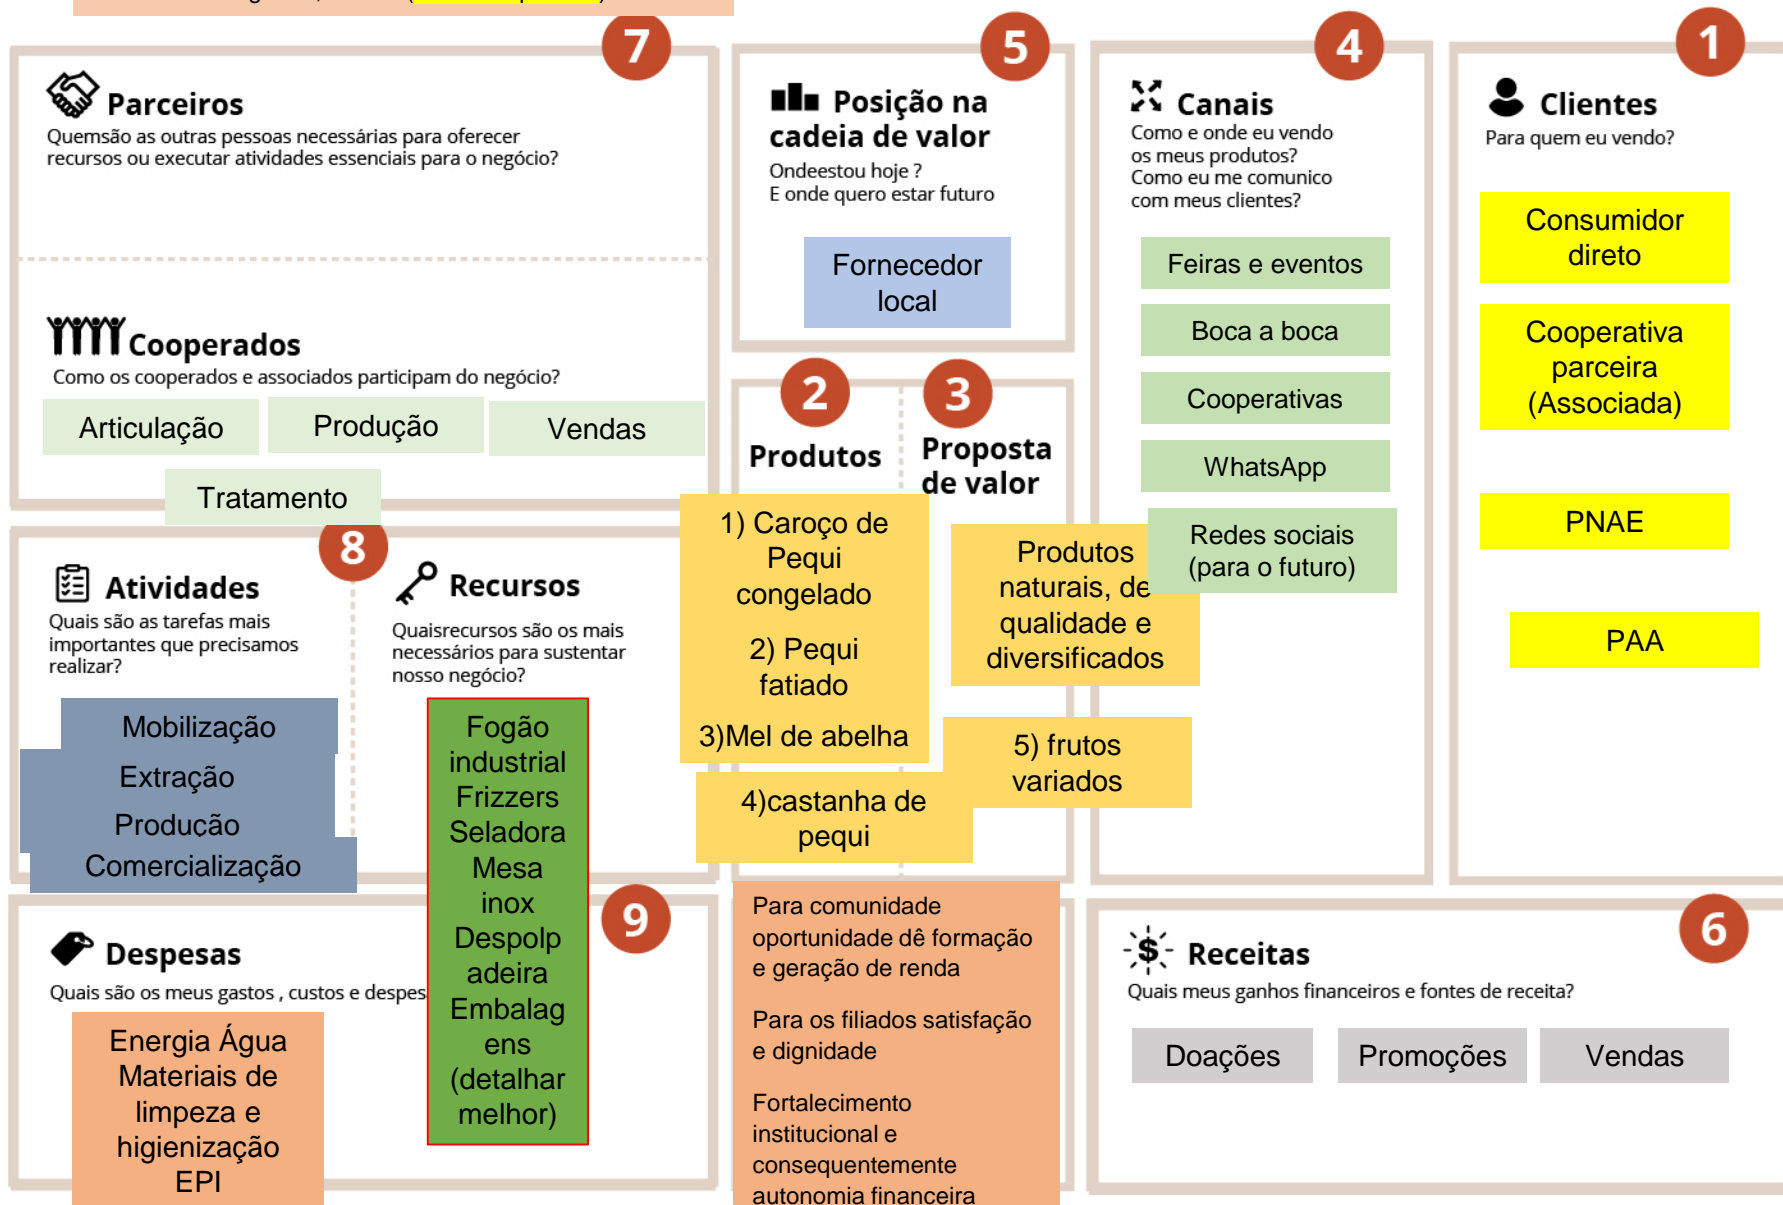 7
Parceiros
Quemsão as outras pessoas necessárias para oferecer
recursos ou executar atividades essenciais para o negócio?
Cooperados
Como os cooperados e associados participam do negócio?
Articulação
Produção
Vendas
Tratamento
5
Posição na
cadeia de valor
Ondeestou hoje ?
E onde quero estar futuro
Fornecedor
local
4
Canais
Como e onde eu vendo
os meus produtos?
Como eu me comunico
com meus clientes?
Feiras e eventos
Boca a boca
Cooperativas
WhatsApp
Redes sociais
(para o futuro)
1
Clientes
Para quem eu vendo?
Consumidor
direto
Cooperativa
parceira
(Associada)
PNAE
PAA
2
Produtos
1) Caroço de
Pequi
congelado
2) Pequi
fatiado
3)Mel de abelha
4)castanha de
pequi
3
Proposta
de valor
Produtos
naturais, de
qualidade e
diversificados
5) frutos
variados
8
Atividades
Quais são as tarefas mais
importantes que precisamos
realizar?
Mobilização
Extração
Produção
Comercialização
Recursos
Quaisrecursos são os mais
necessários para sustentar
nosso negócio?
Fogão
industrial
Frizzers
Seladora
Mesa
inox
Despolp
adeira
Embalag
ens
(detalhar
melhor)
9
Despesas
Quais são os meus gastos , custos e despes
Energia Água
Materiais de
limpeza e
higienização
EPI
Para comunidade
oportunidade dê formação
e geração de renda
Para os filiados satisfação
e dignidade
Fortalecimento
institucional e
consequentemente
autonomia financeira
6
Receitas
Quais meus ganhos financeiros e fontes de receita?
Doações
Promoções
Vendas